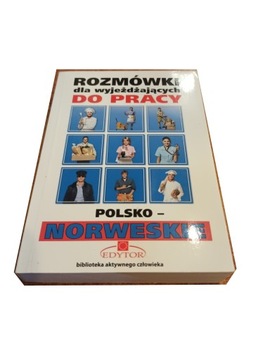 ROZMÓWKI
dla wyjeżdżających
DO PRACY
POLSKO –
NORWESKIE
EDYTOR
biblioteka aktywnego człowieka